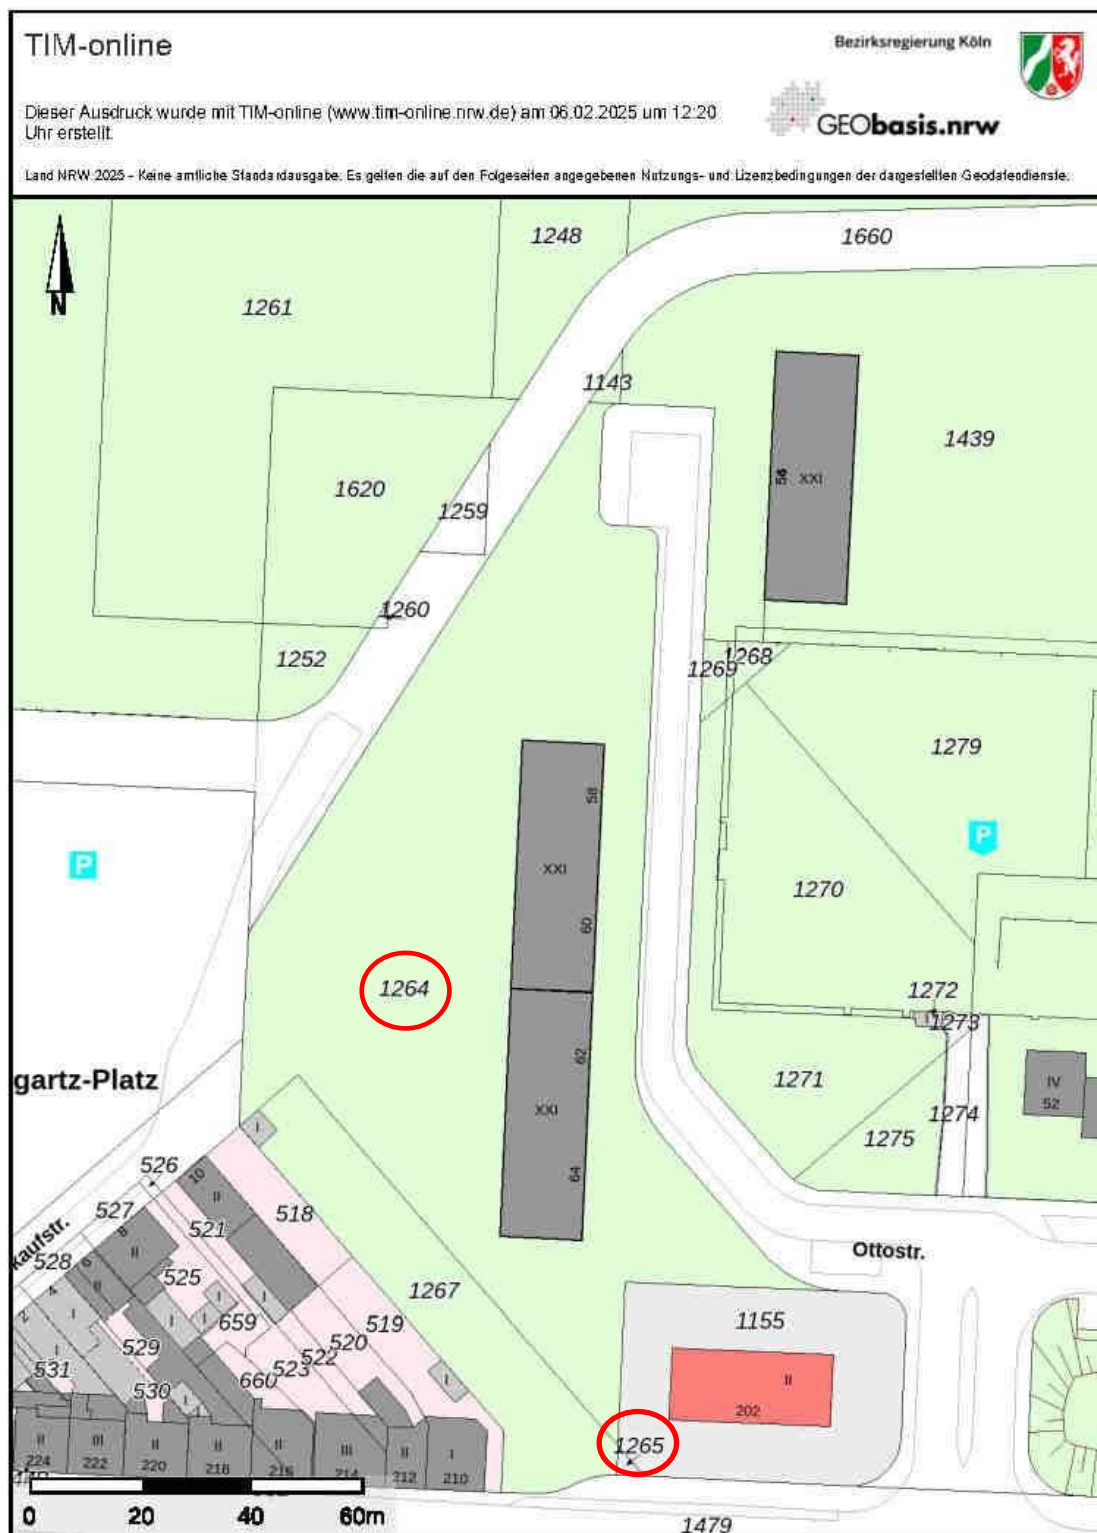 TIM-online
Bezirksregierung Köln
Dieser Ausdruck wurde mit TIM-online (www.tim-online.nrw.de) am 06.02.2025 um 12:20
Uhr erstellt.
GEObasis.nrw
Land NRW 2025 - Keine amtliche Standardausgabe. Es gelten die auf den Folgeseiten angegebenen Nutzungs- und Lizenzbedingungen der dargestellten Geodatendienste.
N
1248
1660
1261
1143
1439
56
XXI
1620
1259
1260
1252
1268
1269
1279
58
P
P
XXI
1270
60
1264
1272
1273
62
gartz-Platz
1271
IV
52
XXI
1274
I
1275
526
64
10
II
518
527
521
kaufstr.
8
II
528
Ottostr.
6
II
525
1267
4
I
I
I
2
I
I
659
1155
519
529
520
522
I
523
II
531
530
660
202
I
1265
II
III
II
II
II
III
II
I
224
222
220
218
216
214
212
210
0
20
40
60m
1479